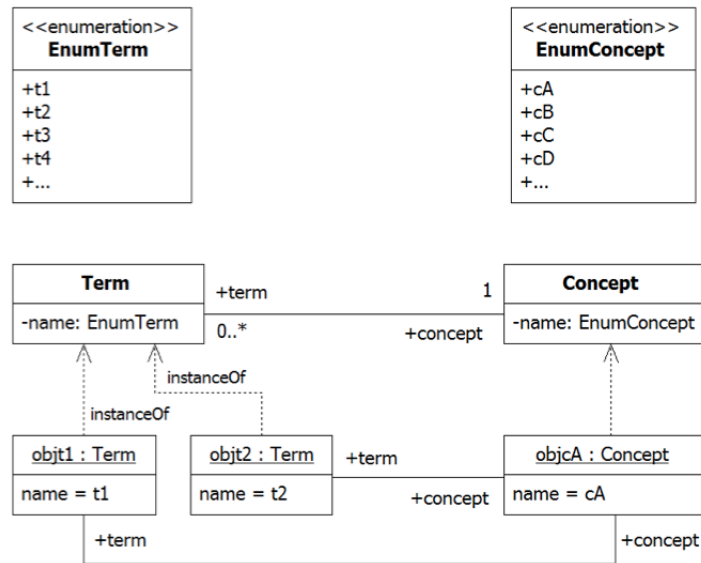 <<enumeration>>
EnumTerm
+t1
+t2
+t3
+t4
+...
<<enumeration>>
EnumConcept
+cA
+cB
+cC
+cD
+...
Term
-name: EnumTerm
+term
0..*
1
+concept
Concept
-name: EnumConcept
instanceOf
instanceOf
objt1 : Term
name = t1
objt2 : Term
name = t2
+term
+concept
objcA : Concept
name = cA
+term
+concept